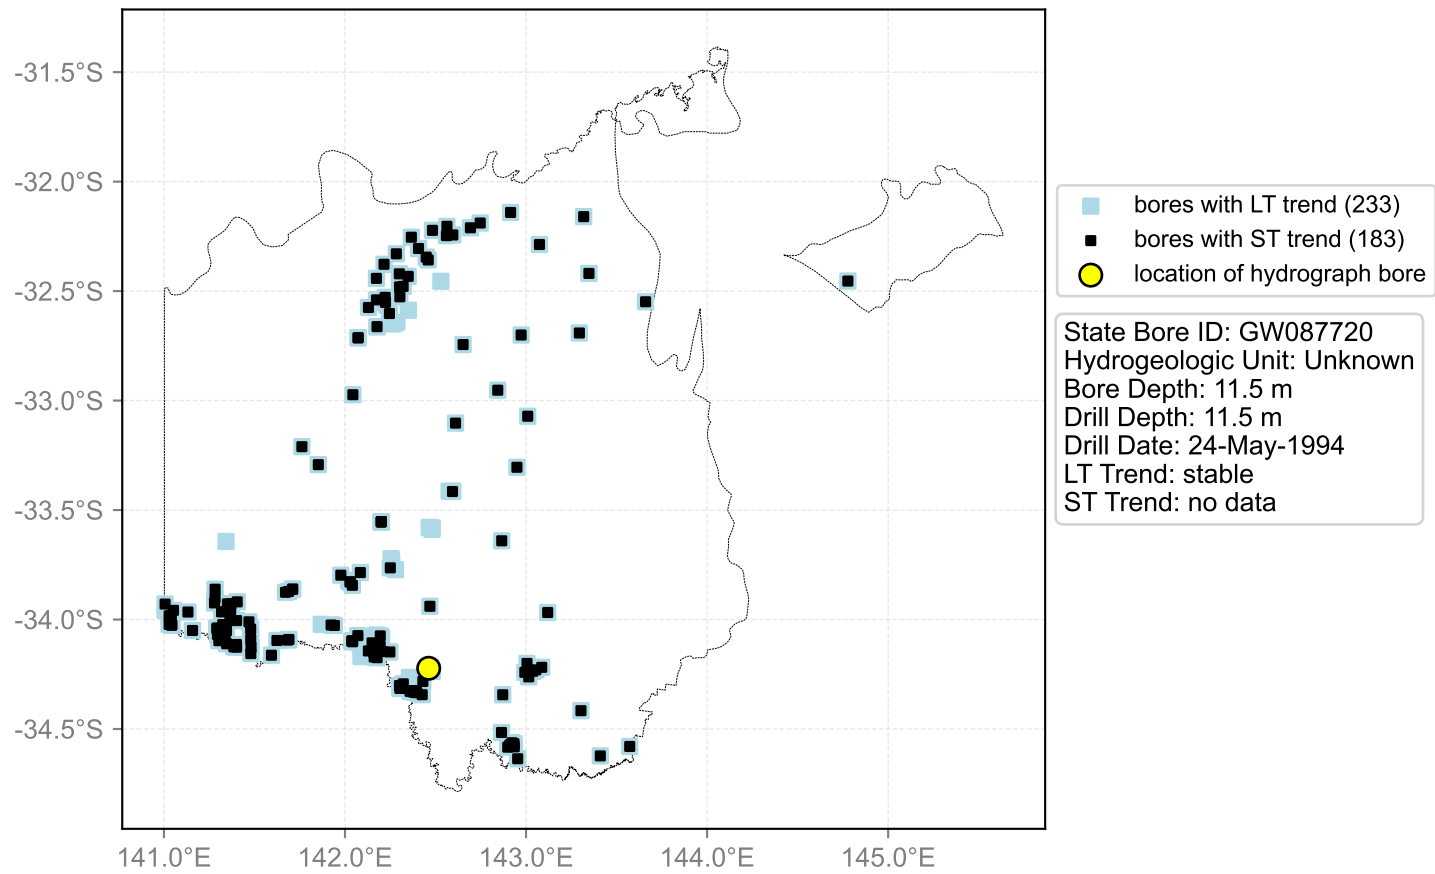 -31.5°S
-32.0°S
-32.5°S
-33.0°S
-33.5°S
-34.0°S
-34.5°S
141.0°E
142.0°E
143.0°E
144.0°E
145.0°E
bores with LT trend (233)
bores with ST trend (183)
location of hydrograph bore
State Bore ID: GW087720
Hydrogeologic Unit: Unknown
Bore Depth: 11.5 m
Drill Depth: 11.5 m
Drill Date: 24-May-1994
LT Trend: stable
ST Trend: no data